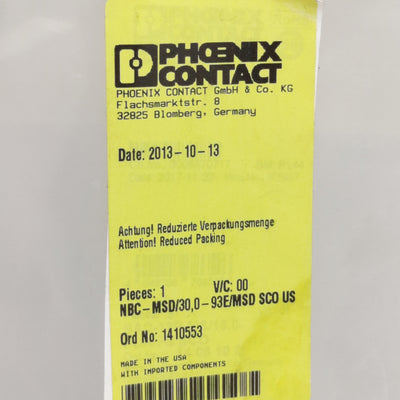 PHOENIX
CONTACT
PHOENIX CONTACT GmbH & Co. KG
Flachsmarktstr. 8
32825 Blomberg, Germany
Date: 2013-10-13
Achtung! Reduzierte Verpackungsmenge
Attention! Reduced Packing
Pieces: 1 V/C: 00
NBC-MSD/30,0-93E/MSD SCO US
Ord No: 1410553
MADE IN THE USA
WITH IMPORTED COMPONENTS